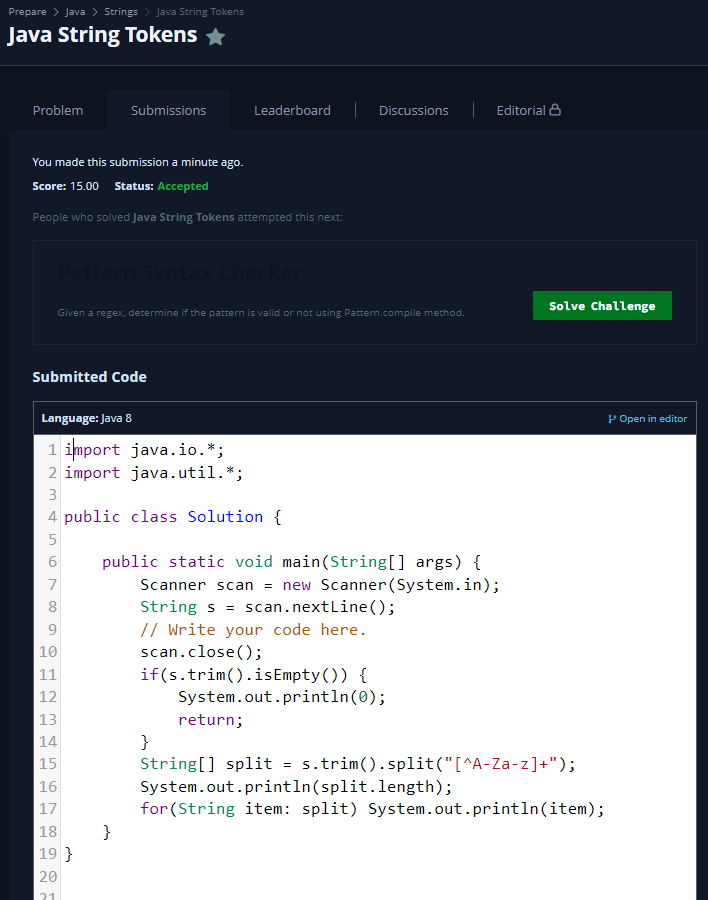 Prepare > Java > Strings > Java String Tokens
Java String Tokens
Problem Submissions Leaderboard | Discussions | Editorial
You made this submission a minute ago.
Score: 15.00 Status: Accepted
People who solved Java String Tokens attempted this next:
Pattern Syntax Checker
Given a regex, determine if the pattern is valid or not using Pattern.compile method.
Solve Challenge
Submitted Code
Language: Java 8 Open in editor
1 import java.io.*;
2 import java.util.*;
3
4 public class Solution {
5
6     public static void main(String[] args) {
7         Scanner scan = new Scanner(System.in);
8         String s = scan.nextLine();
9         // Write your code here.
10         scan.close();
11         if(s.trim().isEmpty()) {
12             System.out.println(0);
13             return;
14         }
15         String[] split = s.trim().split("[^A-Za-z]+");
16         System.out.println(split.length);
17         for(String item: split) System.out.println(item);
18     }
19 }
20
21